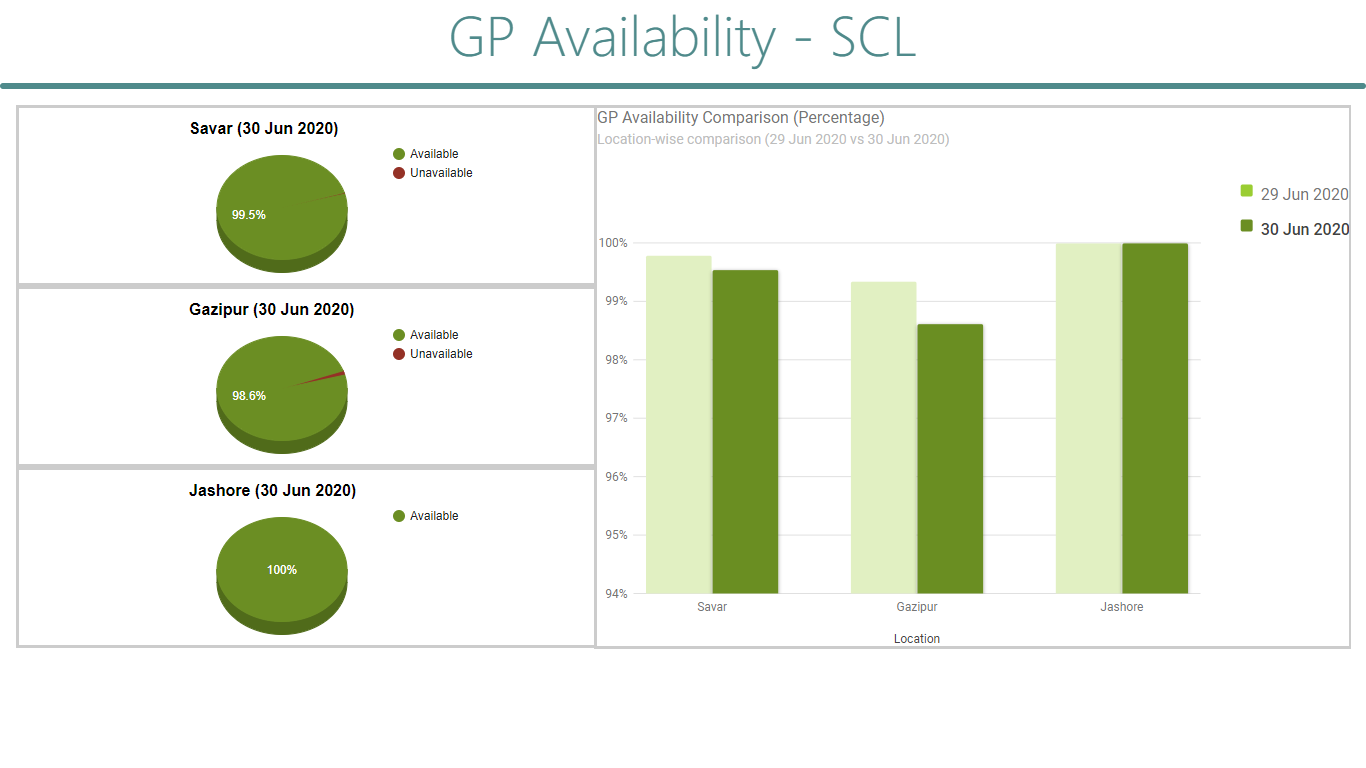 GP Availability - SCL
Savar (30 Jun 2020)
Available
Unavailable
99.5%
Gazipur (30 Jun 2020)
Available
Unavailable
98.6%
Jashore (30 Jun 2020)
Available
100%
GP Availability Comparison (Percentage)
Location-wise comparison (29 Jun 2020 vs 30 Jun 2020)
29 Jun 2020
30 Jun 2020
100%
99%
98%
97%
96%
95%
94%
Savar Gazipur Jashore
Location